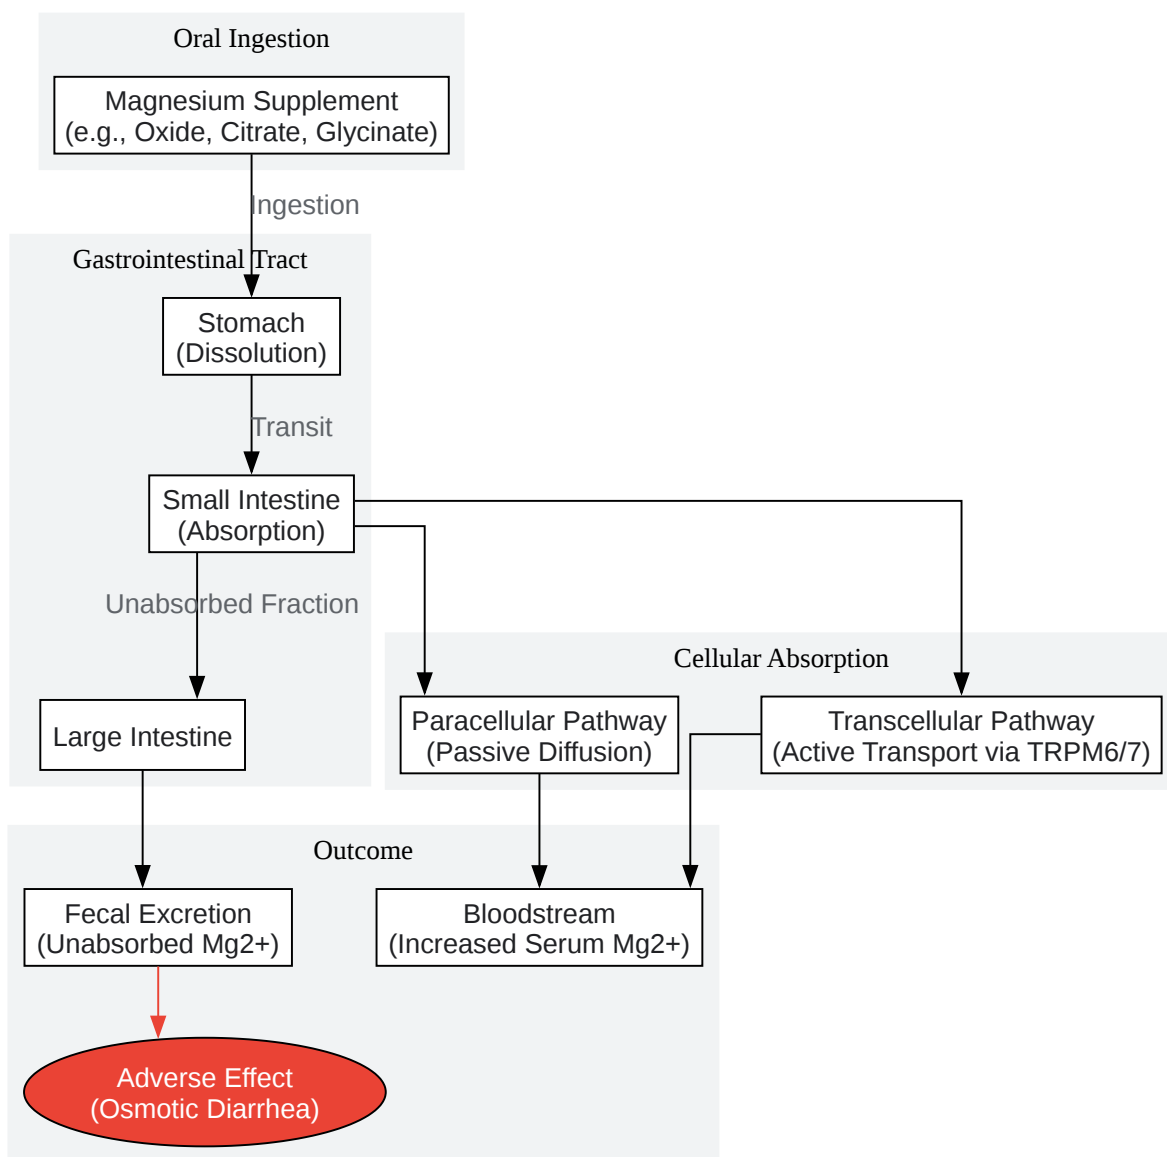 Oral Ingestion
Magnesium Supplement
(e.g., Oxide, Citrate, Glycinate)
Ingestion
Gastrointestinal Tract
Stomach
(Dissolution)
Transit
Small Intestine
(Absorption)
Unabsorbed Fraction
Cellular Absorption
Large Intestine
Paracellular Pathway
(Passive Diffusion)
Transcellular Pathway
(Active Transport via TRPM6/7)
Outcome
Fecal Excretion
(Unabsorbed Mg2+)
Bloodstream
(Increased Serum Mg2+)
Adverse Effect
(Osmotic Diarrhea)